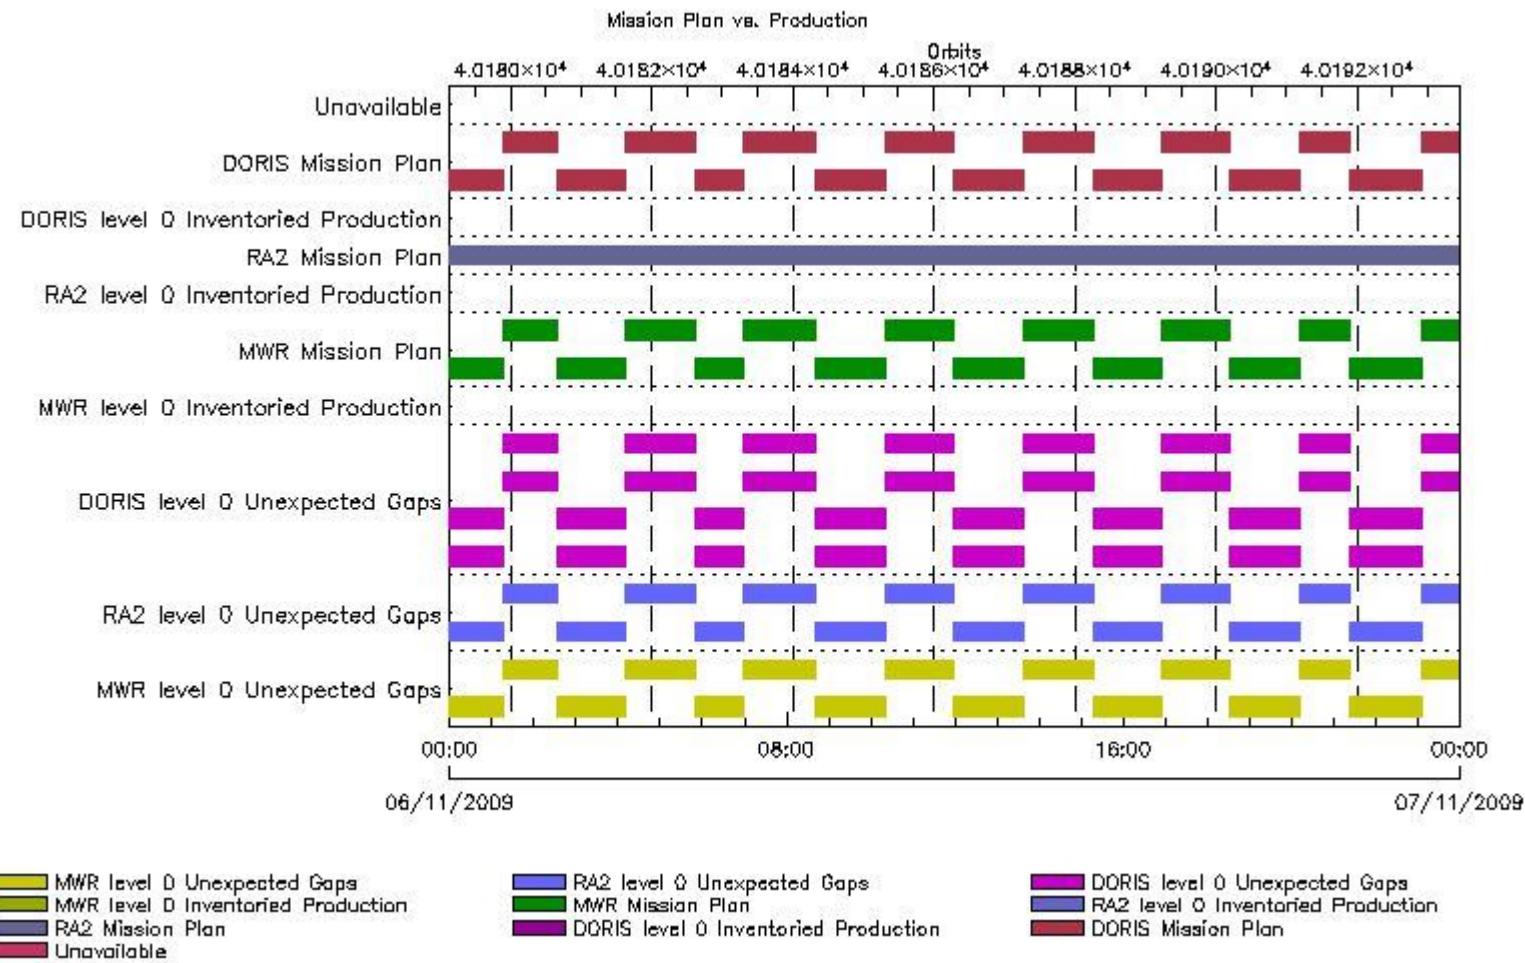 Mission Plan vs. Production
Orbits
4.0180×10⁴ 4.0182×10⁴ 4.0184×10⁴ 4.0186×10⁴ 4.0188×10⁴ 4.0190×10⁴ 4.0192×10⁴
Unavailable
DORIS Mission Plan
DORIS level 0 Inventoried Production
RA2 Mission Plan
RA2 level 0 Inventoried Production
MWR Mission Plan
MWR level 0 Inventoried Production
DORIS level 0 Unexpected Gaps
RA2 level 0 Unexpected Gaps
MWR level 0 Unexpected Gaps
00:00 08:00 16:00 00:00
06/11/2009 07/11/2009
MWR level 0 Unexpected Gaps RA2 level 0 Unexpected Gaps DORIS level 0 Unexpected Gaps
MWR level 0 Inventoried Production MWR Mission Plan RA2 level 0 Inventoried Production
RA2 Mission Plan DORIS level 0 Inventoried Production DORIS Mission Plan
Unavailable